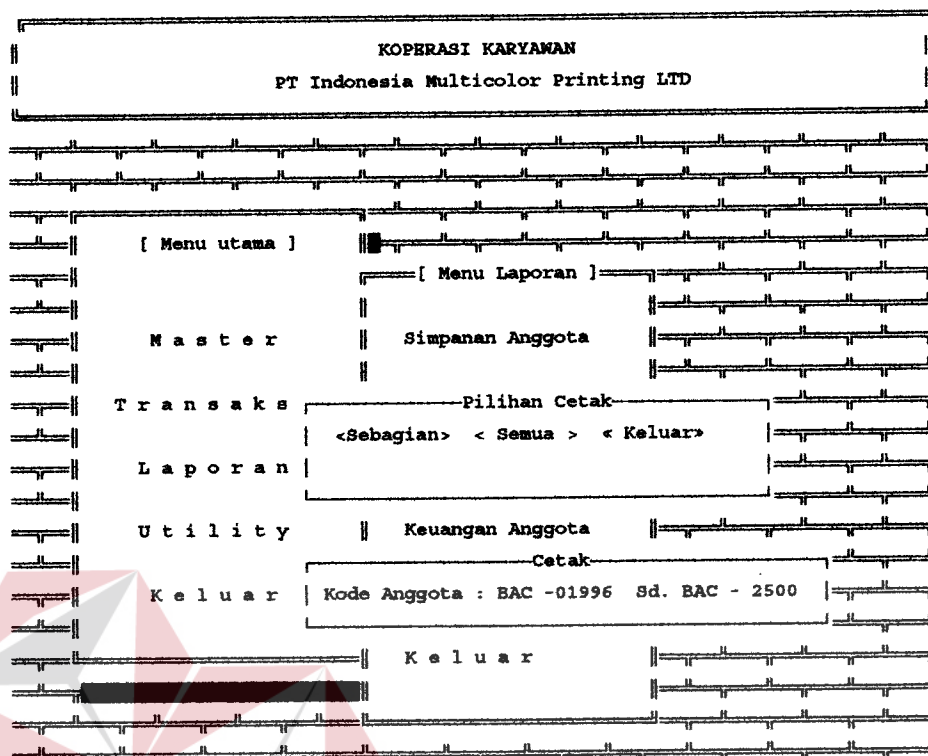 KOPERASI KARYAWAN
PT Indonesia Multicolor Printing LTD
[ Menu utama ]
[ Menu Laporan ]
M a s t e r
Simpanan Anggota
T r a n s a k s
Pilihan Cetak
<Sebagian> < Semua > « Keluar»
L a p o r a n
U t i l i t y
Keuangan Anggota
Cetak
K e l u a r
Kode Anggota : BAC -01996 Sd. BAC - 2500
K e l u a r